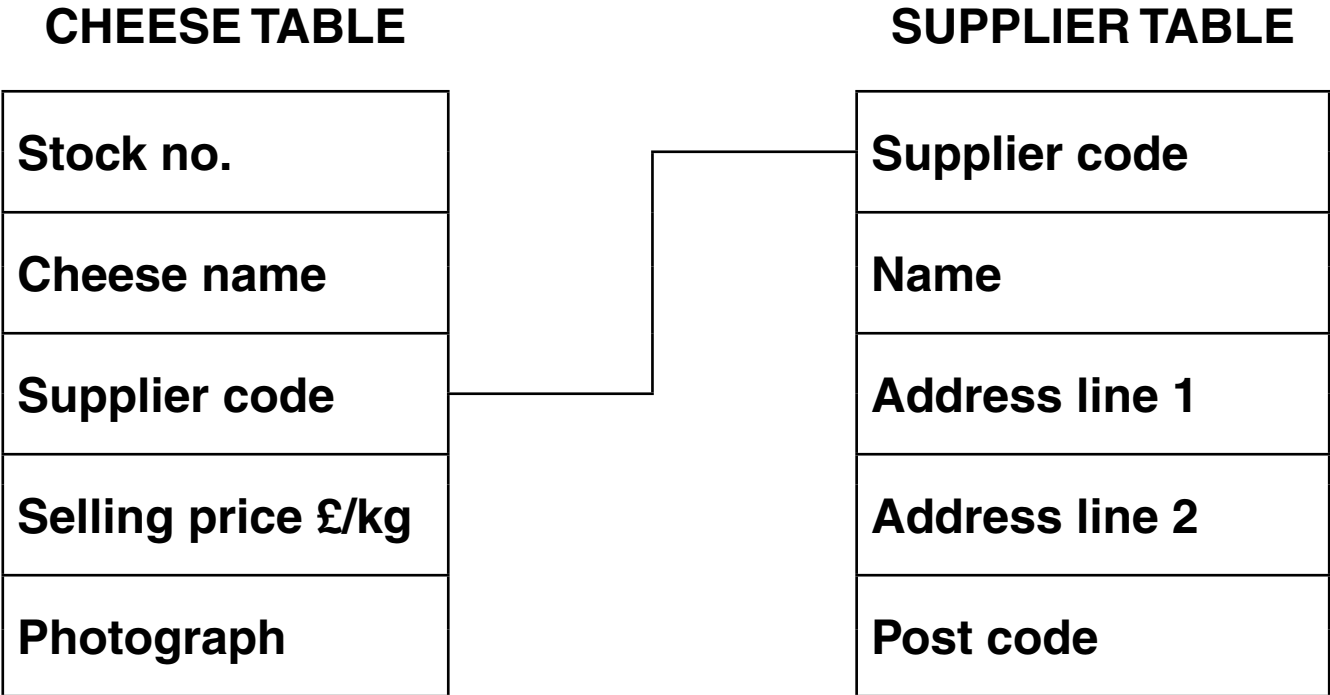 CHEESE TABLE
Stock no.
Cheese name
Supplier code
Selling price £/kg
Photograph
SUPPLIER TABLE
Supplier code
Name
Address line 1
Address line 2
Post code